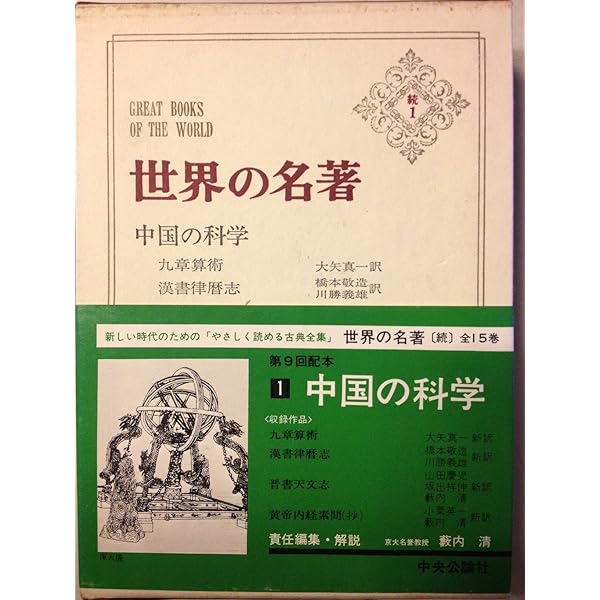 続
1
GREAT BOOKS
OF THE WORLD
世界の名著
中国の科学
九章算術 大矢真一訳
漢書律暦志 橋本敬造 川勝義雄 訳
新しい時代のための「やさしく読める古典全集」 世界の名著〔続〕全15巻
第9回配本
1 中国の科学
〈収録作品〉
九章算術 大矢真一 新訳
漢書律暦志 橋本敬造 川勝義雄 新訳
晋書天文志 山田慶児 坂出祥伸 藪内 清 新訳
黄帝内経素問(抄) 小栗英一 藪内 清 新訳
責任編集・解説 京大名誉教授 藪内 清
渾天儀
中央公論社